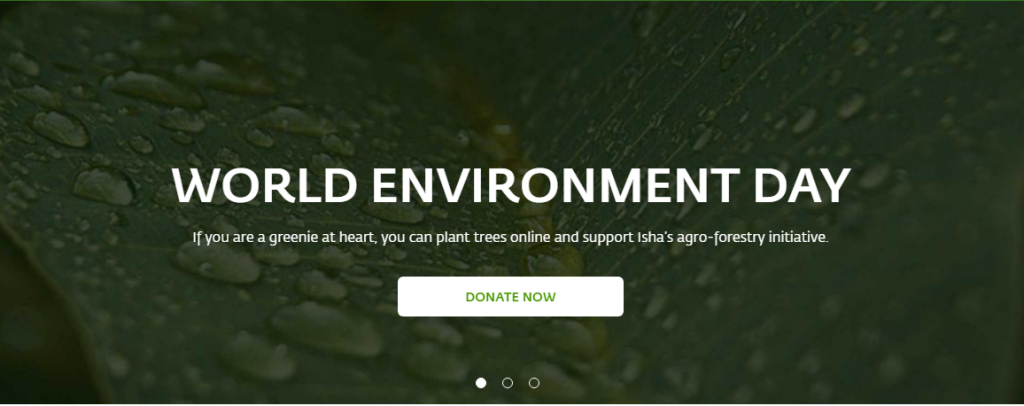 WORLD ENVIRONMENT DAY
If you are a greenie at heart, you can plant trees online and support Isha's agro-forestry initiative.
DONATE NOW